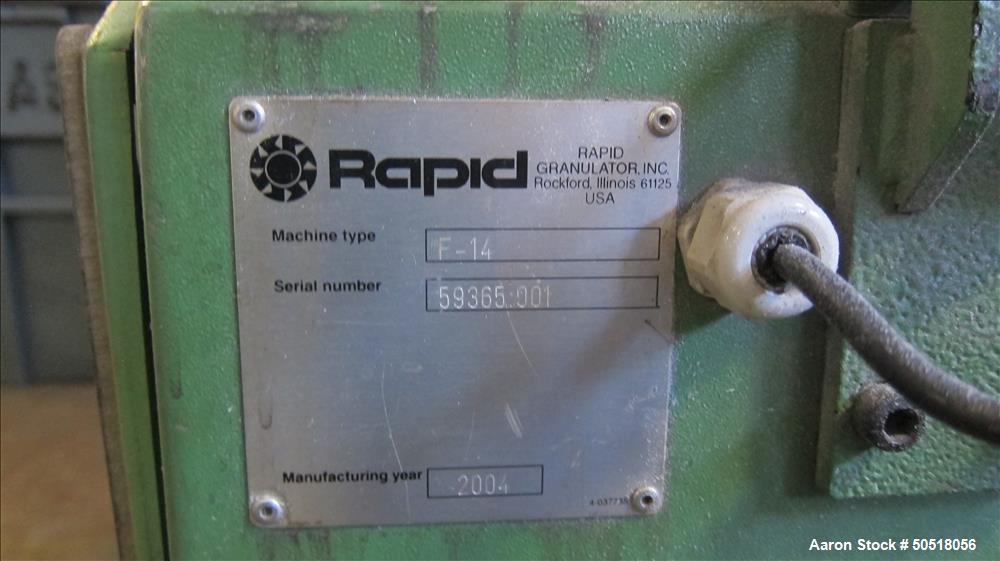 Rapid
RAPID
GRANULATOR, INC.
Rockford, Illinois 61125
USA
Machine type F-14
Serial number 59365:001
Manufacturing year 2004
Aaron Stock # 50518056